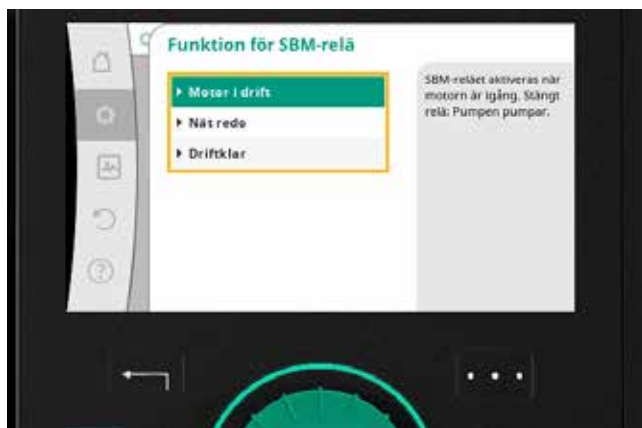 Funktion för SBM-relä
Motor i drift
Nät redo
Driftklar
SBM-reläet aktiveras när
motorn är igång. Stängt
relä: Pumpen pumpar.